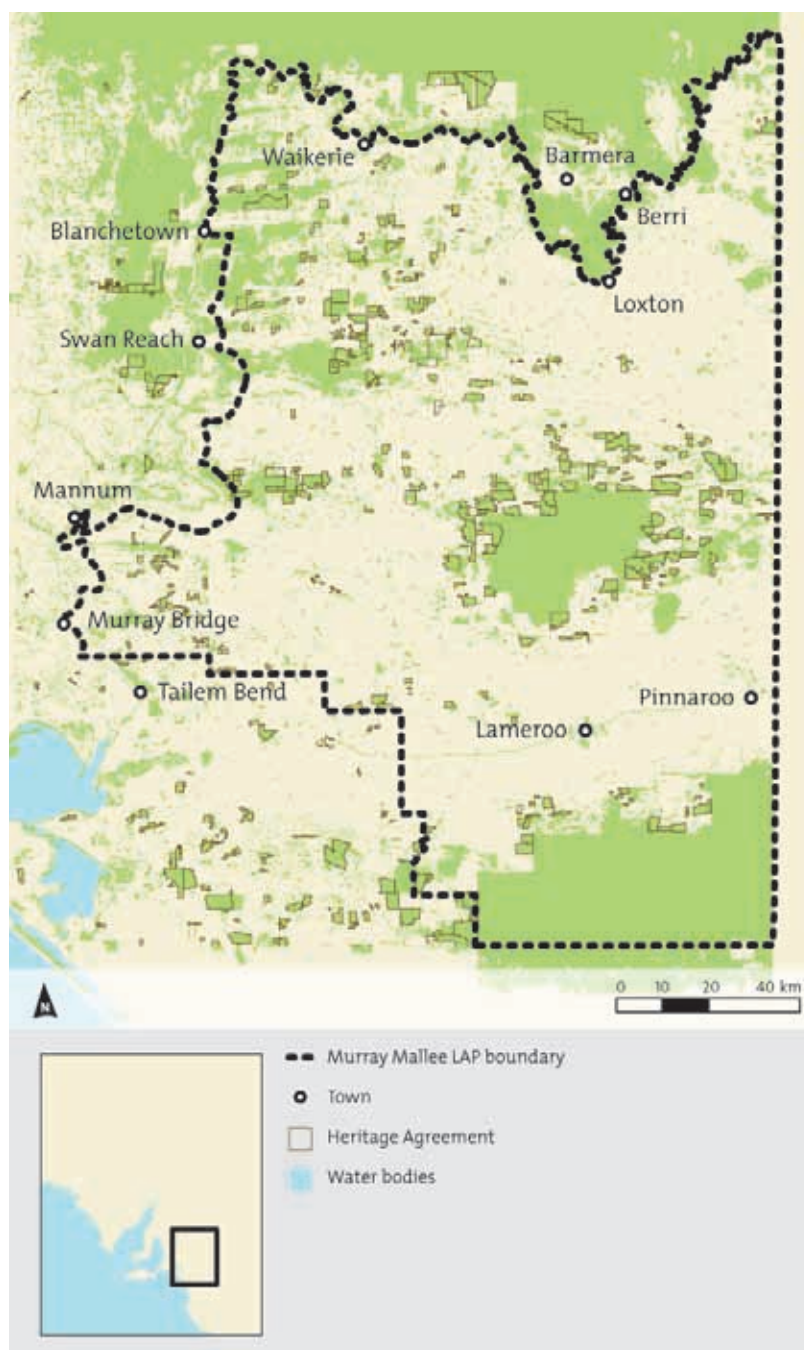 Waikerie
Barmera
Berri
Blanchetown
Loxton
Swan Reach
Mannum
Murray Bridge
Tailem Bend
Pinnaroo
Lameroo
N
0 10 20 40 km
Murray Mallee LAP boundary
Town
Heritage Agreement
Water bodies